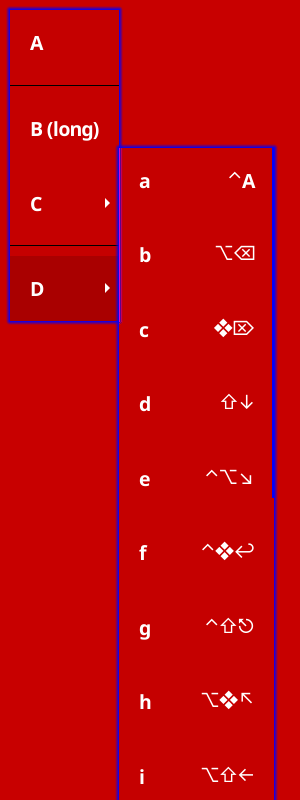 A
B (long)
C
D
a ^A
b ⌥⌫
c ❖⌦
d ⇧↓
e ^⌥↘
f ^❖↩
g ^⇧⎋
h ⌥❖↖
i ⌥⇧←